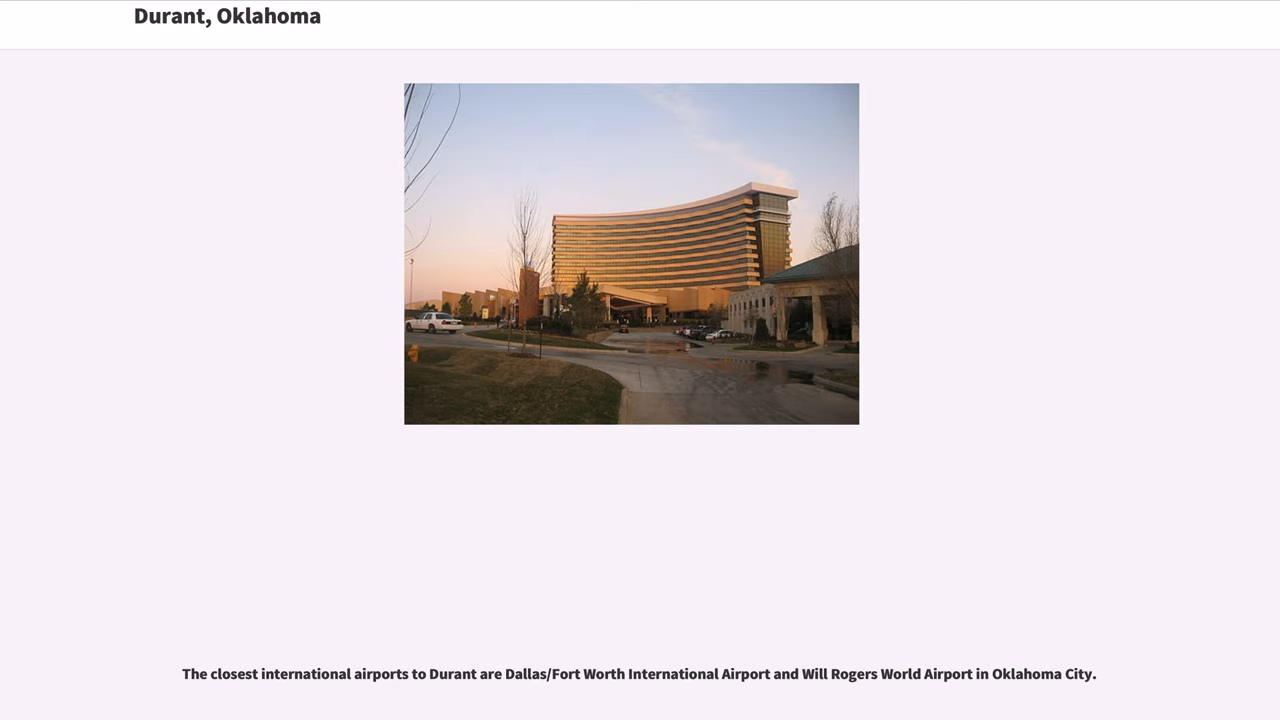 Durant, Oklahoma
The closest international airports to Durant are Dallas/Fort Worth International Airport and Will Rogers World Airport in Oklahoma City.